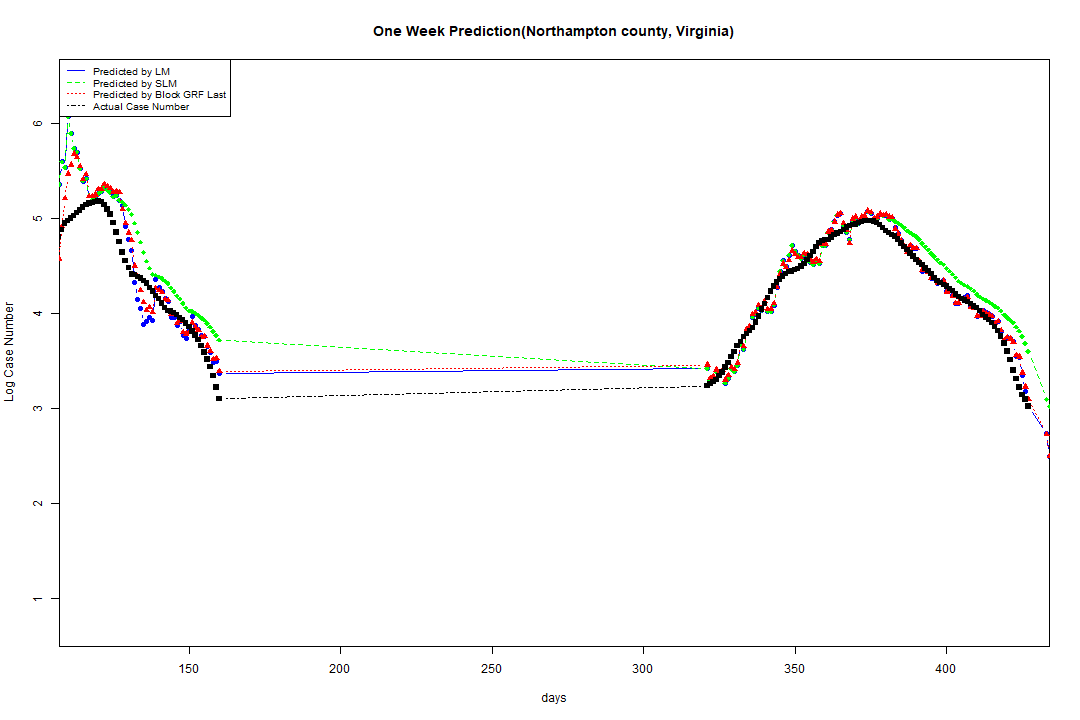 One Week Prediction(Northampton county, Virginia)
Predicted by LM
Predicted by SLM
Predicted by Block GRF Last
Actual Case Number
Log Case Number
6
5
4
3
2
1
150 200 250 300 350 400
days